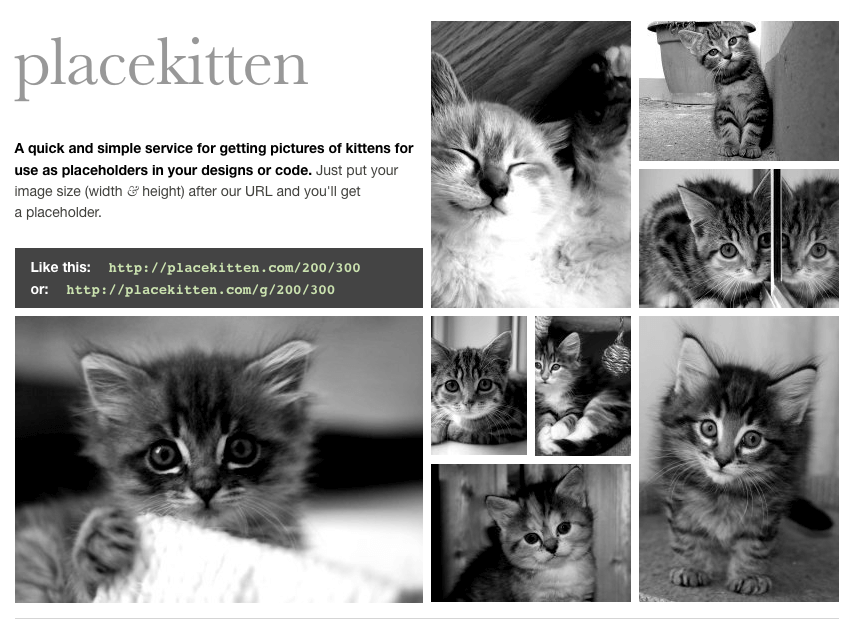 placekitten
A quick and simple service for getting pictures of kittens for
use as placeholders in your designs or code. Just put your
image size (width & height) after our URL and you'll get
a placeholder.
Like this: http://placekitten.com/200/300
or: http://placekitten.com/g/200/300